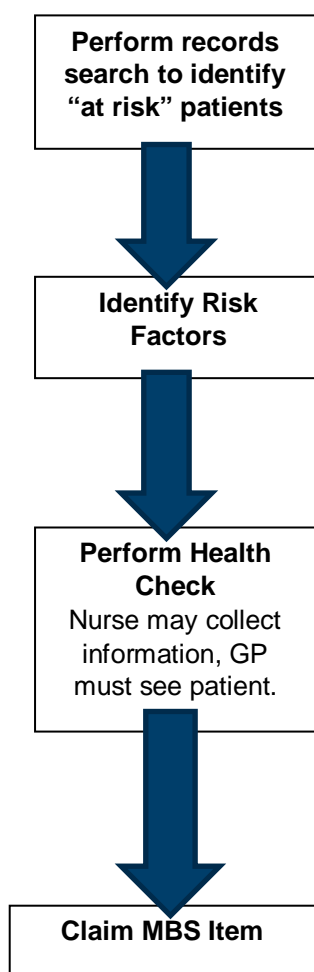 Perform records
search to identify
“at risk” patients
Identify Risk
Factors
Perform Health
Check
Nurse may collect
information, GP
must see patient.
Claim MBS Item